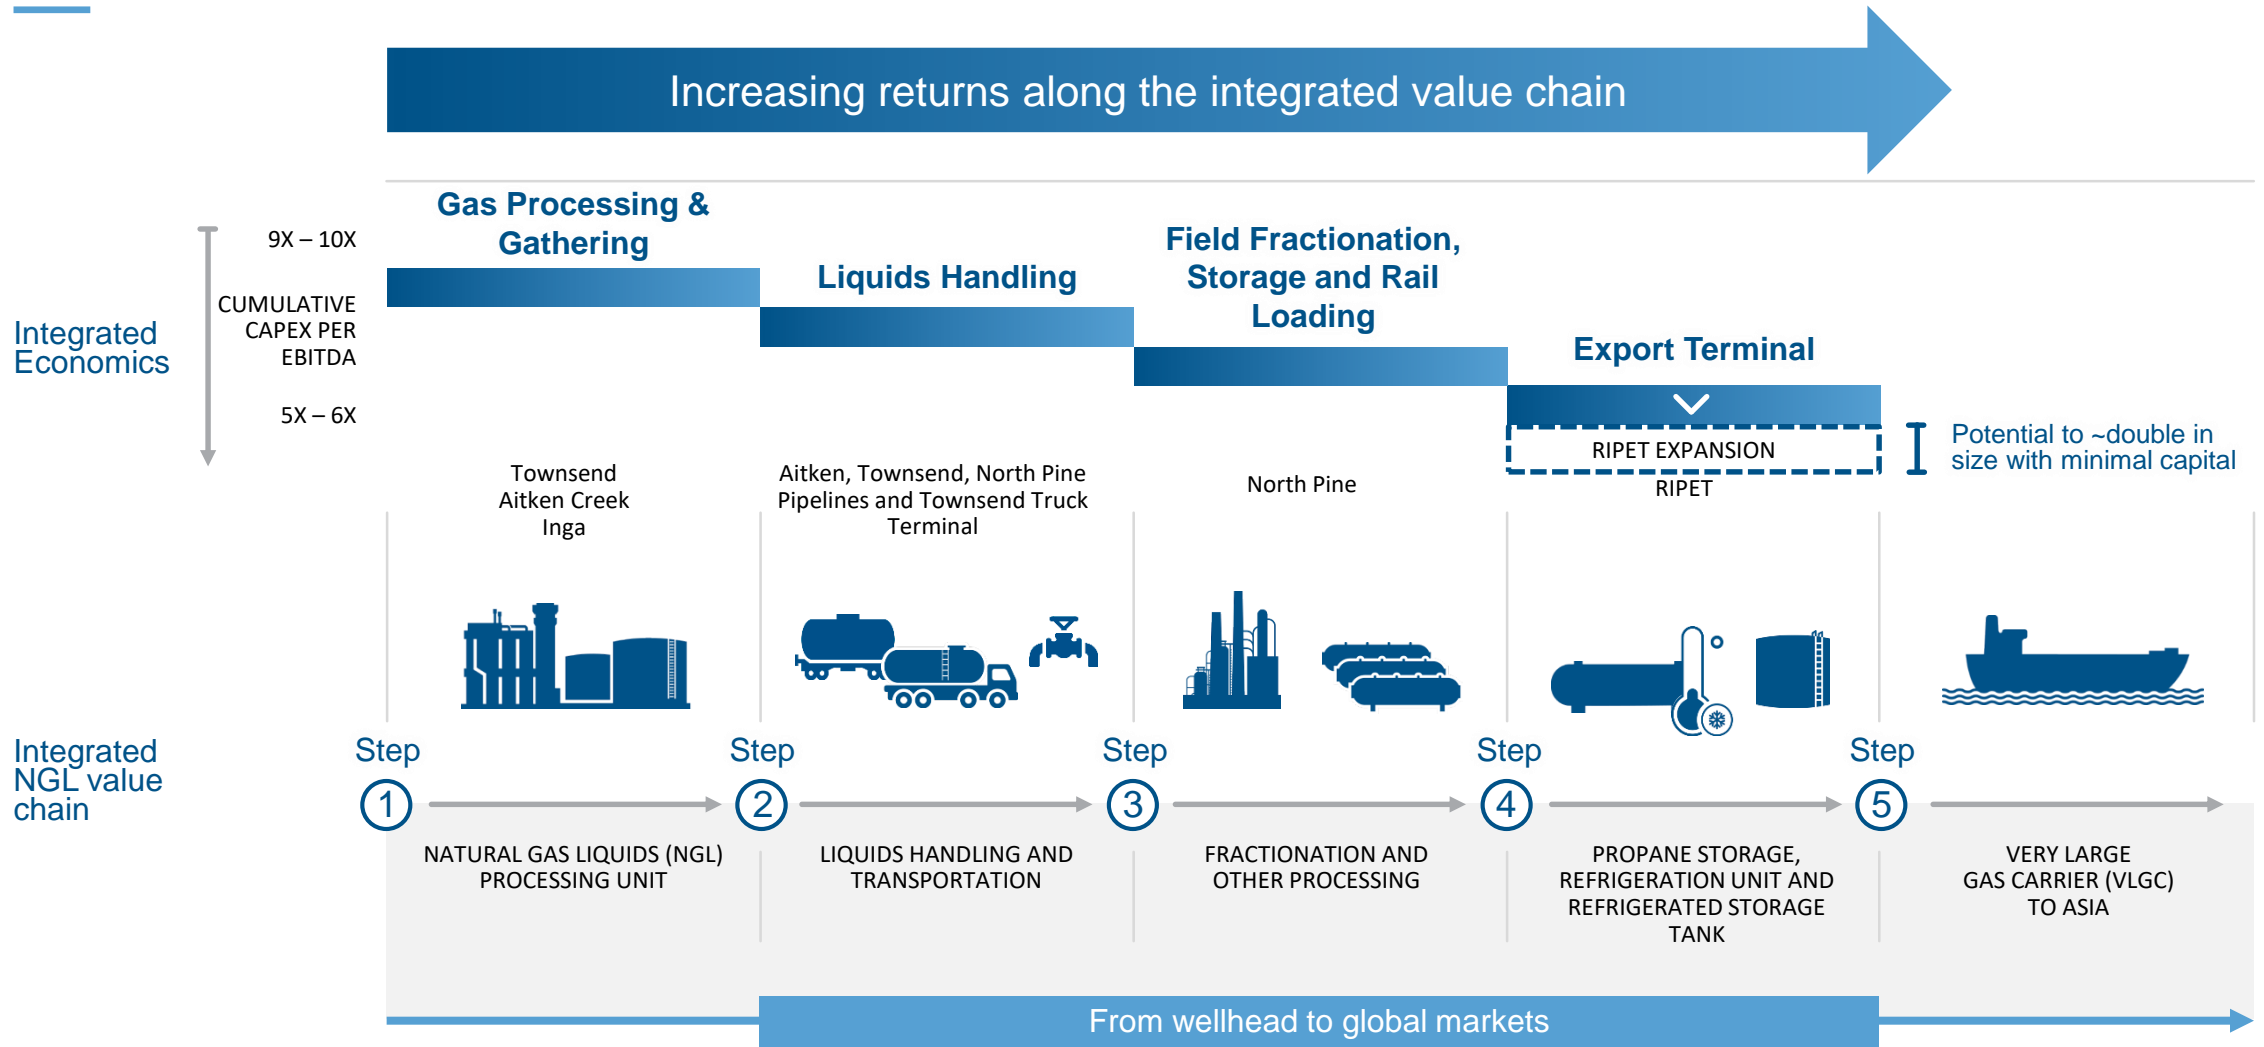 Increasing returns along the integrated value chain
Integrated
Economics
9X – 10X
CUMULATIVE
CAPEX PER
EBITDA
5X – 6X
Gas Processing &
Gathering
Liquids Handling
Field Fractionation,
Storage and Rail
Loading
Export Terminal
RIPET EXPANSION
Potential to ~double in
size with minimal capital
Townsend
Aitken Creek
Inga
Aitken, Townsend, North Pine
Pipelines and Townsend Truck
Terminal
North Pine
RIPET
Integrated
NGL value
chain
Step
1
Step
2
Step
3
Step
4
Step
5
NATURAL GAS LIQUIDS (NGL)
PROCESSING UNIT
LIQUIDS HANDLING AND
TRANSPORTATION
FRACTIONATION AND
OTHER PROCESSING
PROPANE STORAGE,
REFRIGERATION UNIT AND
REFRIGERATED STORAGE
TANK
VERY LARGE
GAS CARRIER (VLGC)
TO ASIA
From wellhead to global markets